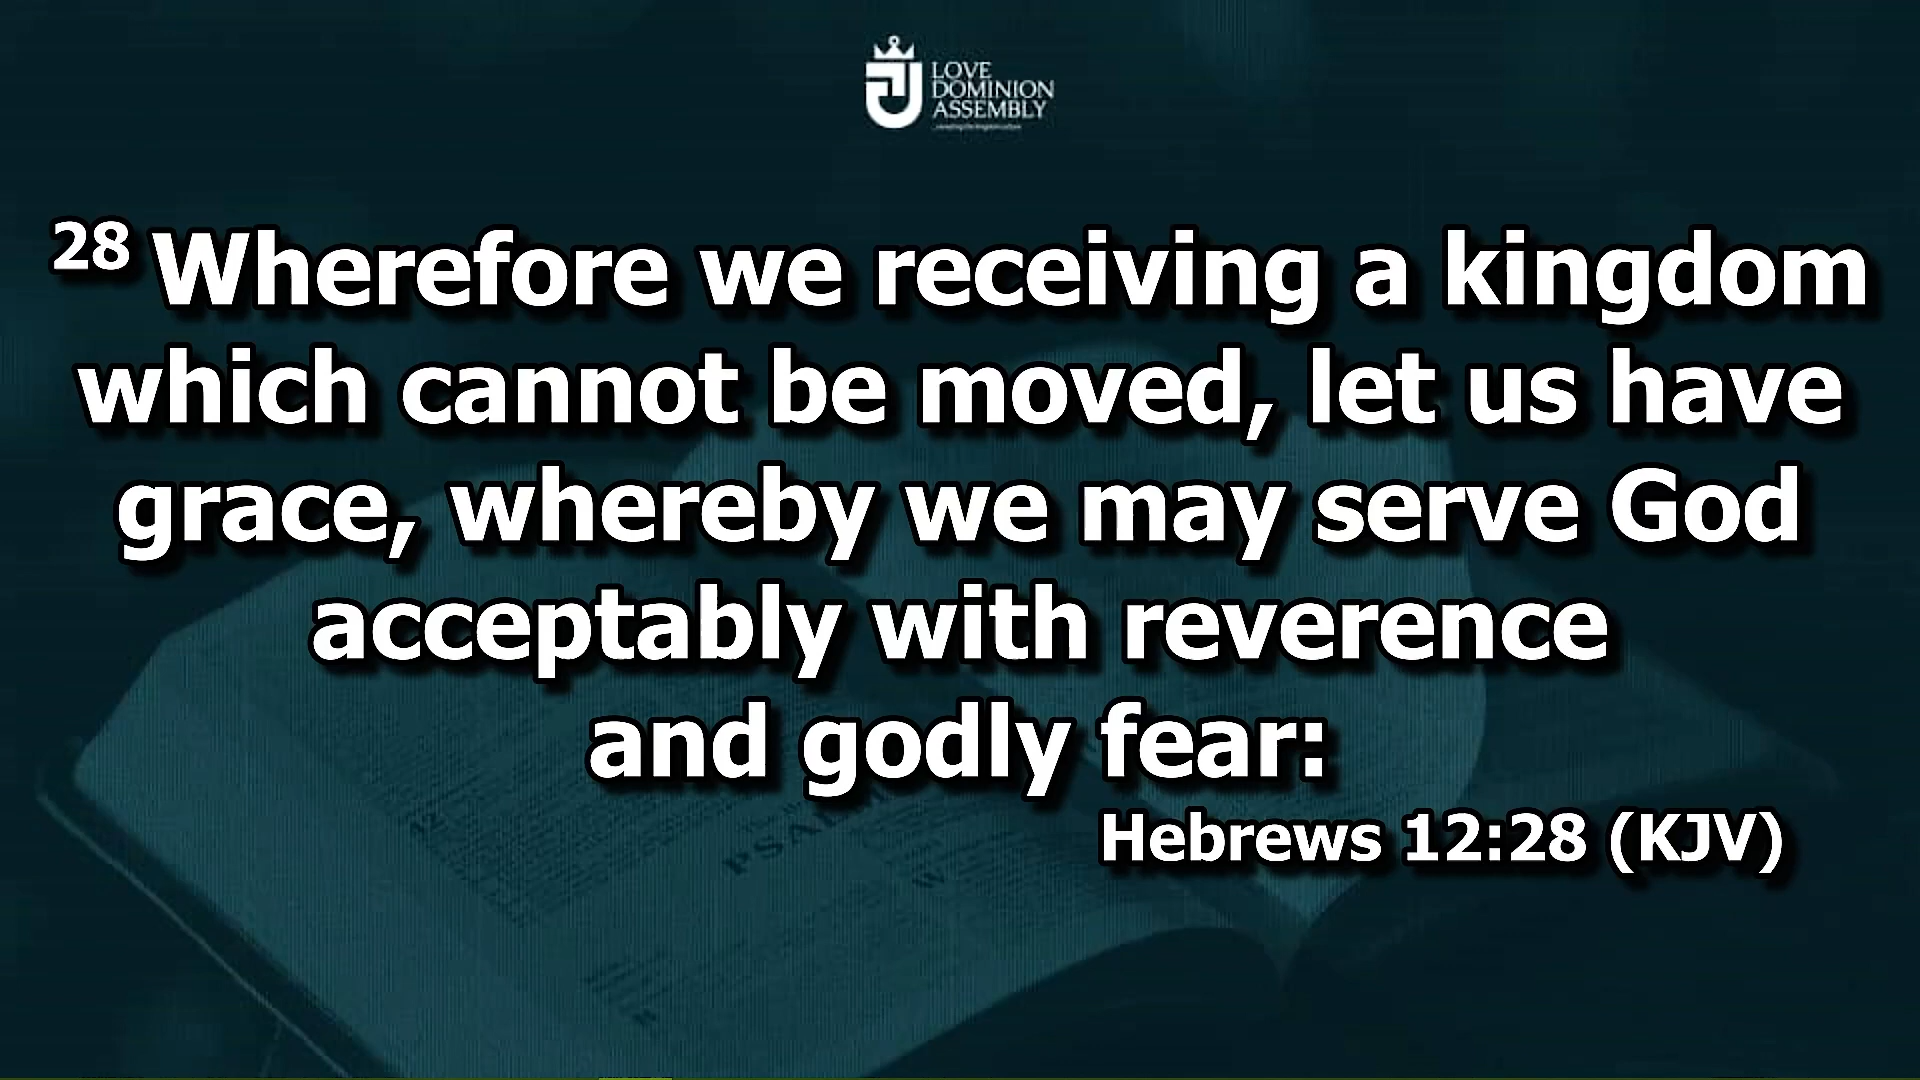 LOVE
DOMINION
ASSEMBLY
28 Wherefore we receiving a kingdom
which cannot be moved, let us have
grace, whereby we may serve God
acceptably with reverence
and godly fear:
Hebrews 12:28 (KJV)